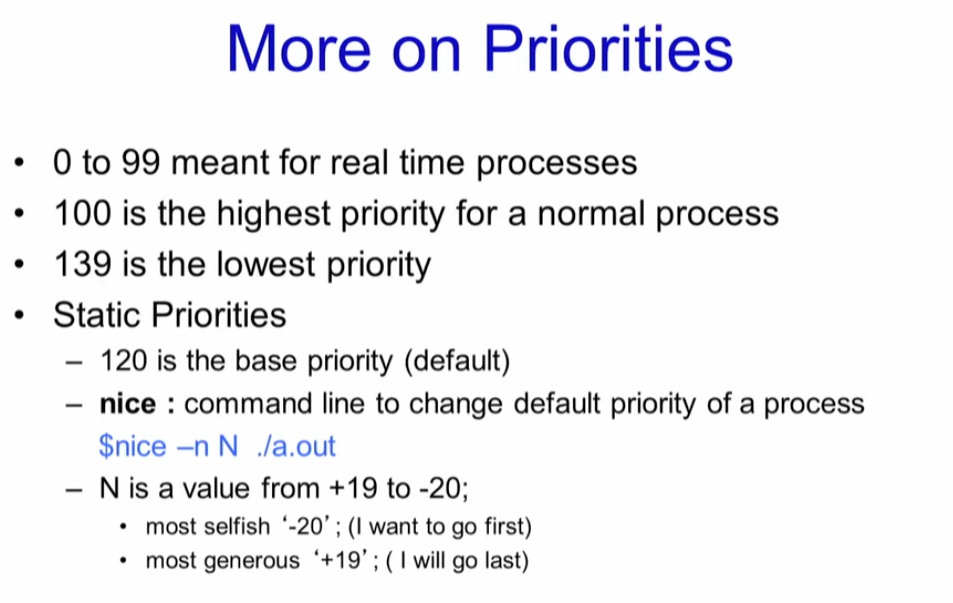 More on Priorities
• 0 to 99 meant for real time processes
• 100 is the highest priority for a normal process
• 139 is the lowest priority
• Static Priorities
– 120 is the base priority (default)
– nice : command line to change default priority of a process
$nice –n N ./a.out
– N is a value from +19 to -20;
• most selfish ‘-20’ ; (I want to go first)
• most generous ‘+19’ ; ( I will go last)